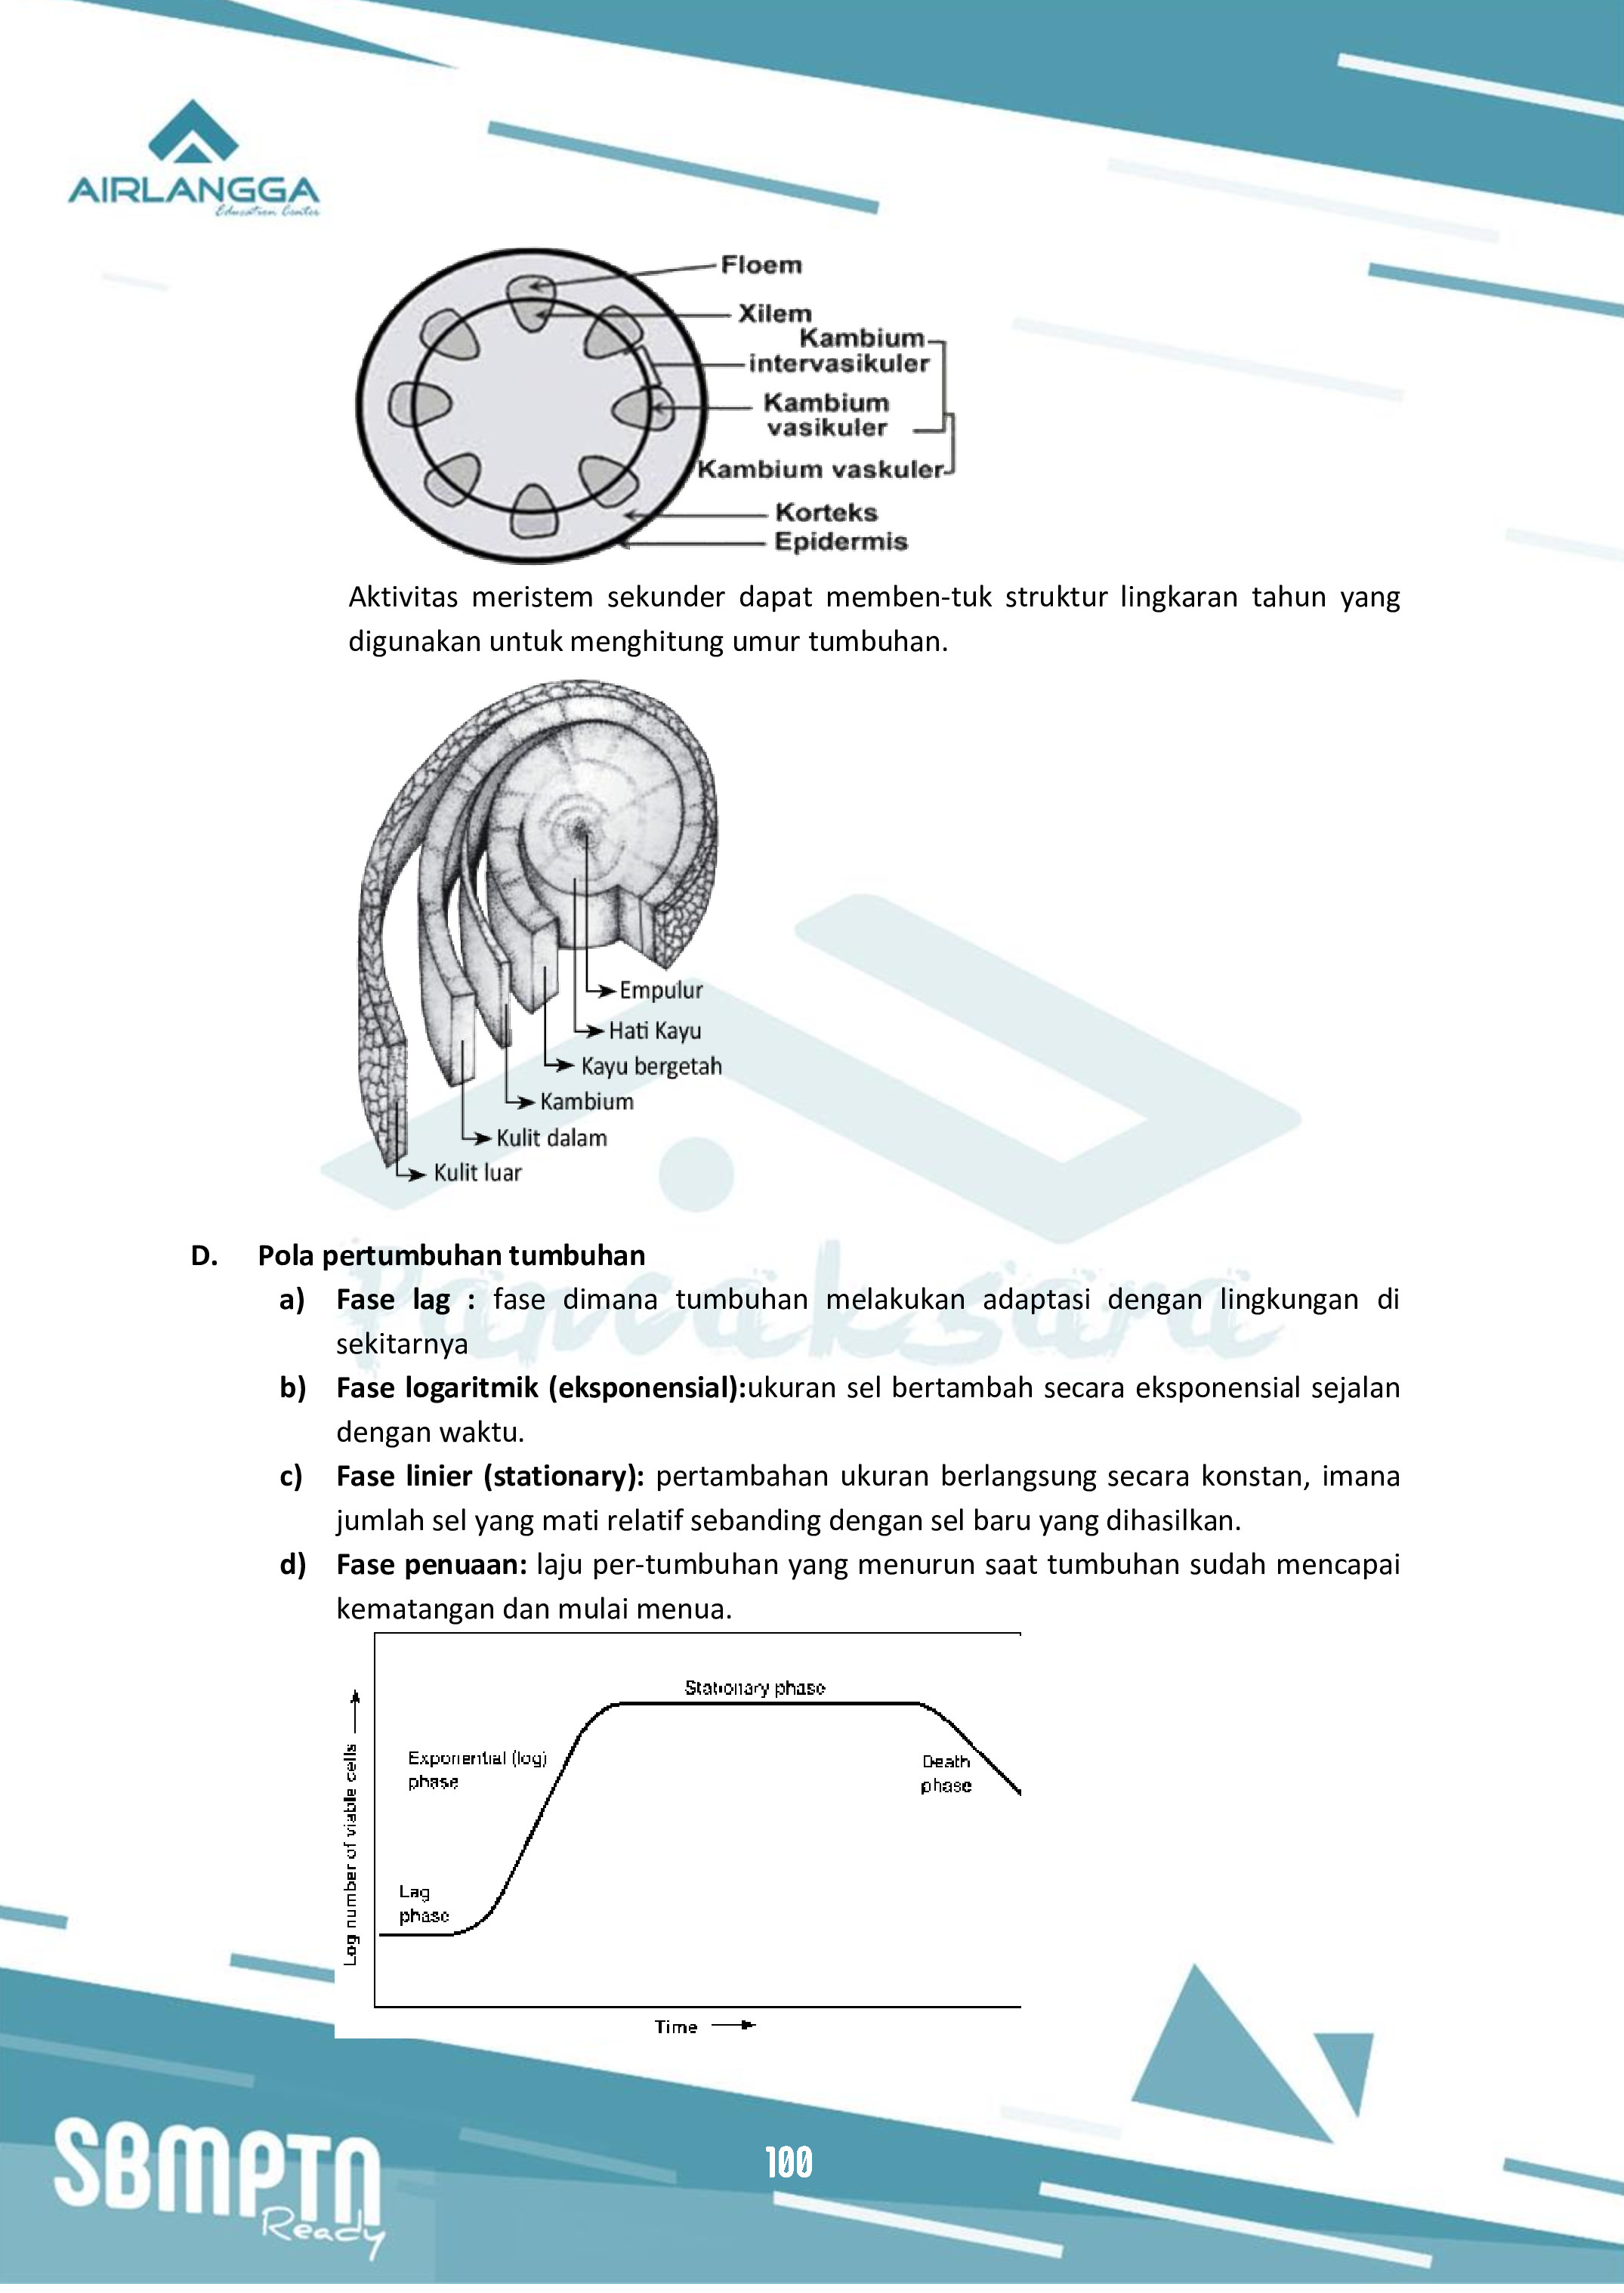 AIRLANGGA
Education Center
Floem
Xilem
Kambium
intervasikuler
Kambium
vasikuler
Kambium vaskuler
Korteks
Epidermis
Aktivitas meristem sekunder dapat memben-tuk struktur lingkaran tahun yang
digunakan untuk menghitung umur tumbuhan.
Empulur
Hati Kayu
Kayu bergetah
Kambium
Kulit dalam
Kulit luar
Pancaksara
D. Pola pertumbuhan tumbuhan
a) Fase lag : fase dimana tumbuhan melakukan adaptasi dengan lingkungan di
sekitarnya
b) Fase logaritmik (eksponensial):ukuran sel bertambah secara eksponensial sejalan
dengan waktu.
c) Fase linier (stationary): pertambahan ukuran berlangsung secara konstan, imana
jumlah sel yang mati relatif sebanding dengan sel baru yang dihasilkan.
d) Fase penuaan: laju per-tumbuhan yang menurun saat tumbuhan sudah mencapai
kematangan dan mulai menua.
Stationary phase
Exponential (log)
phase
Death
phase
Lag
phase
Log number of viable cells
Time
SBMPTN
Ready
100